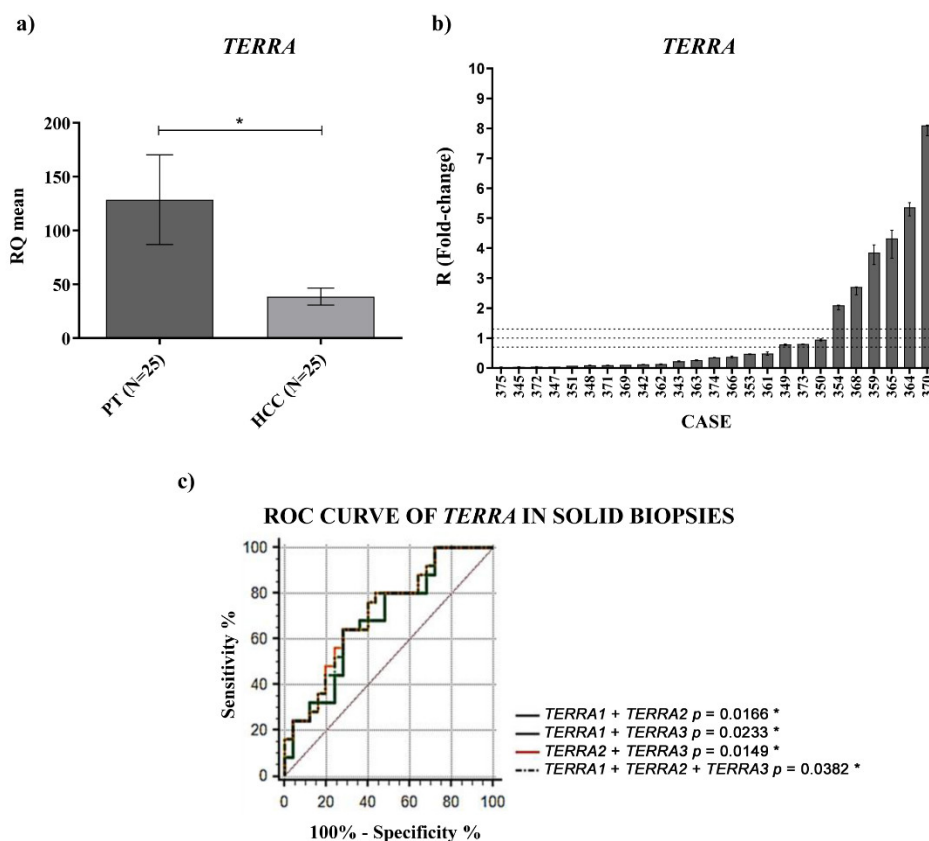 a)
TERRA
*
200
150
100
50
0
RQ mean
PT (N=25)
HCC (N=25)
b)
TERRA
10
9
8
7
6
5
4
3
2
1
0
R (Fold-change)
375
345
372
347
351
348
371
369
342
362
343
363
374
366
353
361
349
373
350
354
368
359
365
364
370
CASE
c)
ROC CURVE OF TERRA IN SOLID BIOPSIES
100
80
60
40
20
0
Sensitivity %
0 20 40 60 80 100
100% - Specificity %
TERRA1 + TERRA2 p = 0.0166 *
TERRA1 + TERRA3 p = 0.0233 *
TERRA2 + TERRA3 p = 0.0149 *
TERRA1 + TERRA2 + TERRA3 p = 0.0382 *